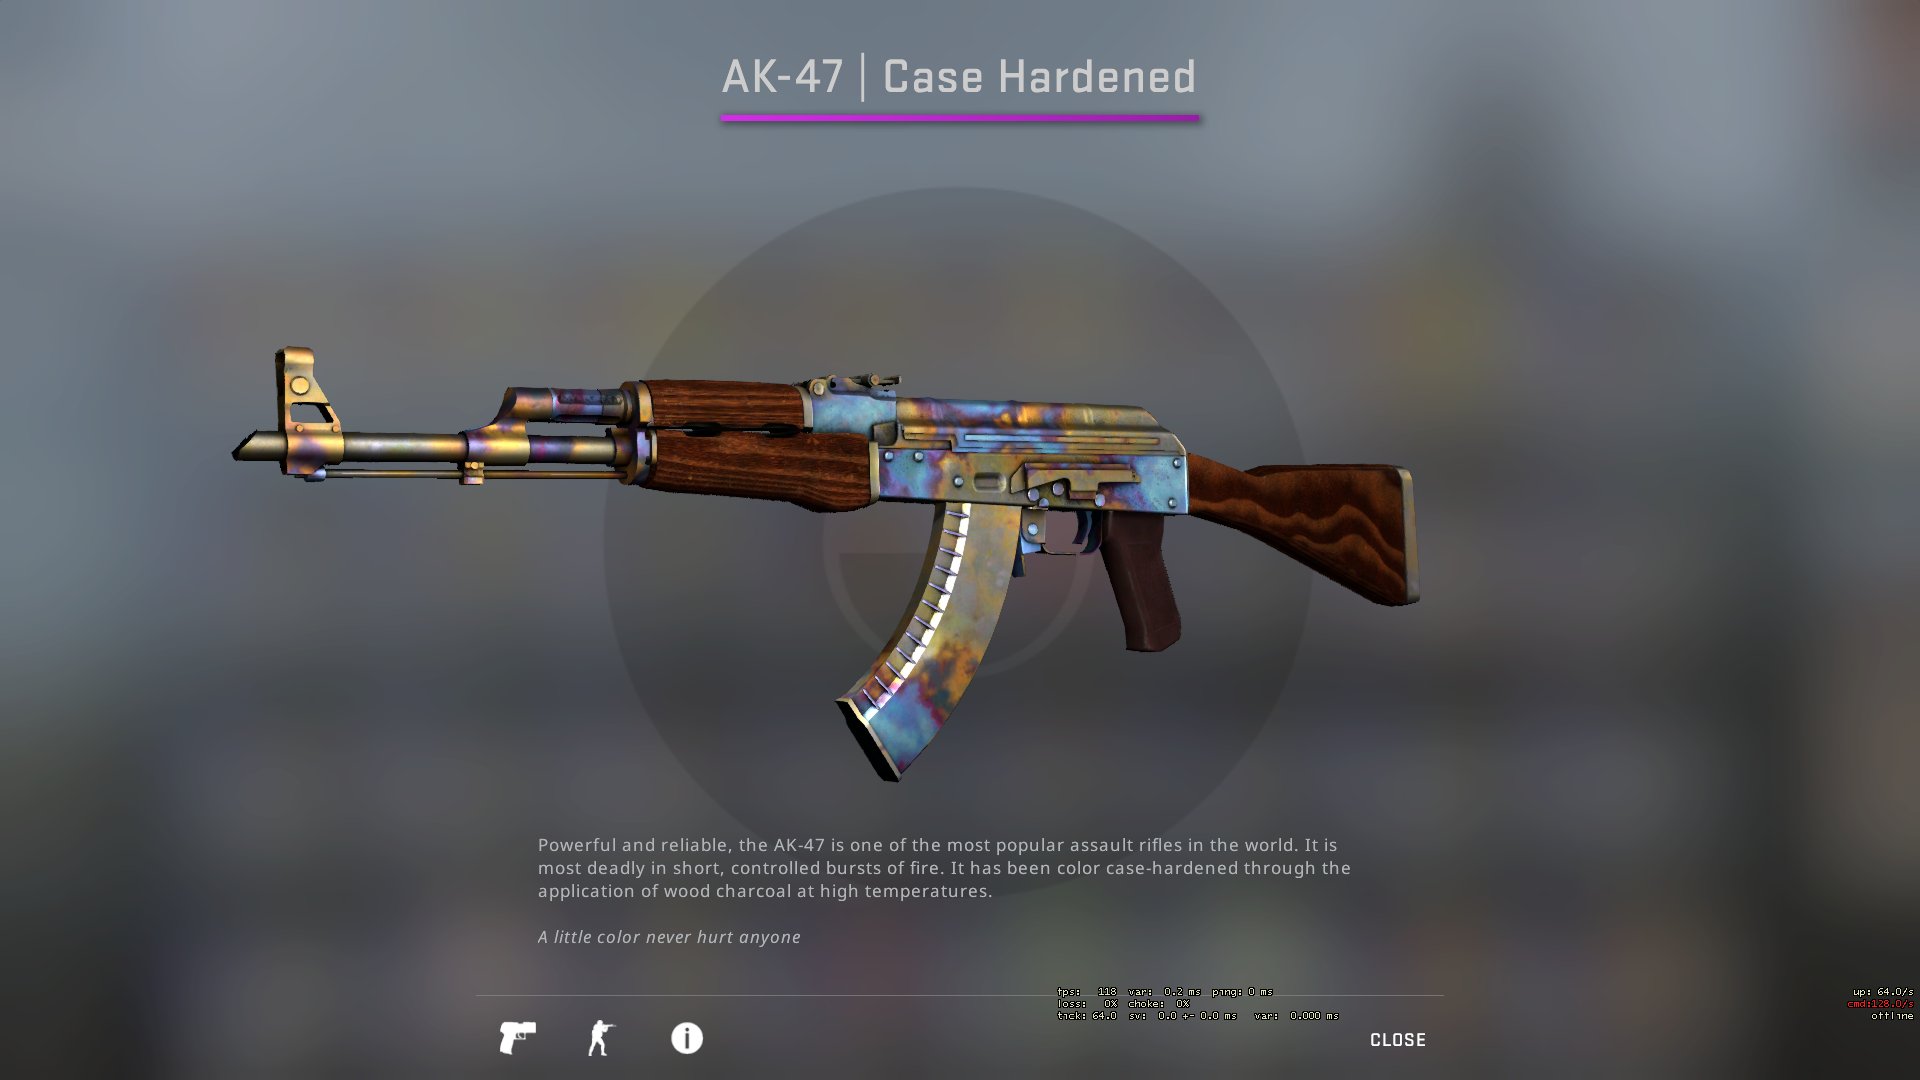 AK-47 | Case Hardened
Powerful and reliable, the AK-47 is one of the most popular assault rifles in the world. It is
most deadly in short, controlled bursts of fire. It has been color case-hardened through the
application of wood charcoal at high temperatures.
A little color never hurt anyone
fps: 118 var: 0.2 ms ping: 0 ms
loss: 0% choke: 0%
tick: 64.0 sv: 0.0 +- 0.0 ms var: 0.000 ms
up: 64.0/s
cmd:128.0/s
offline
CLOSE